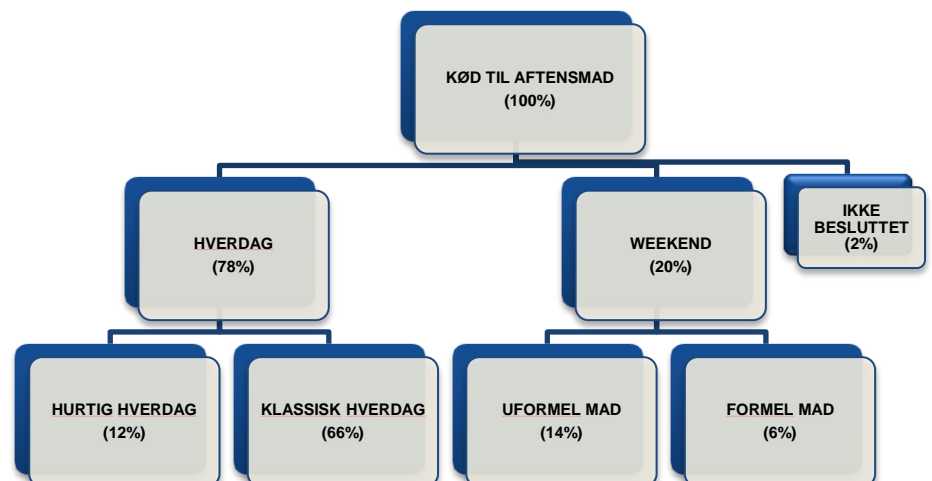 KØD TIL AFTENSMAD
(100%)
HVERDAG
(78%)
WEEKEND
(20%)
IKKE
BESLUTTET
(2%)
HURTIG HVERDAG
(12%)
KLASSISK HVERDAG
(66%)
UFORMEL MAD
(14%)
FORMEL MAD
(6%)